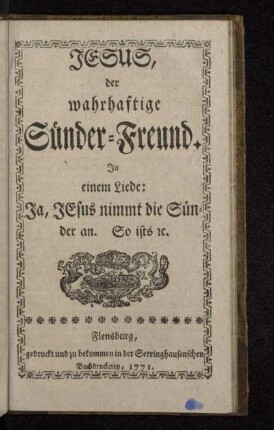 JESUS,
der
wahrhaftige
Sünder-Freund.
In
einem Liede:
Ja, JEsus nimmt die Sün-
der an. So ists ꝛc.
Flensburg,
gedruckt und zu bekommen in der Serringhausenschen
Buchdruckerey, 1771.